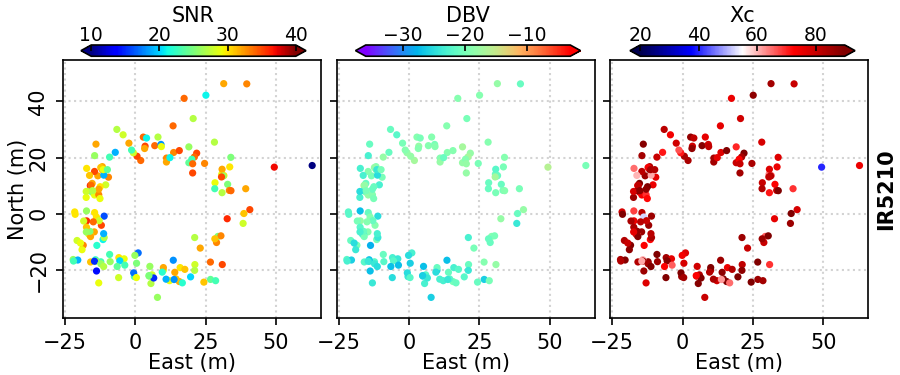 SNR DBV Xc
10 20 30 40 −30 −20 −10 20 40 60 80
40
20
0
−20
North (m)
IR5210
−25 0 25 50 −25 0 25 50 −25 0 25 50
East (m) East (m) East (m)